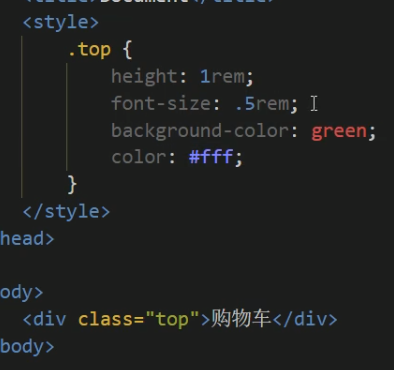 <title>Document</title>
<style>
.top {
height: 1rem;
font-size: .5rem;
background-color: green;
color: #fff;
}
</style>
head>
ody>
<div class="top">购物车</div>
body>